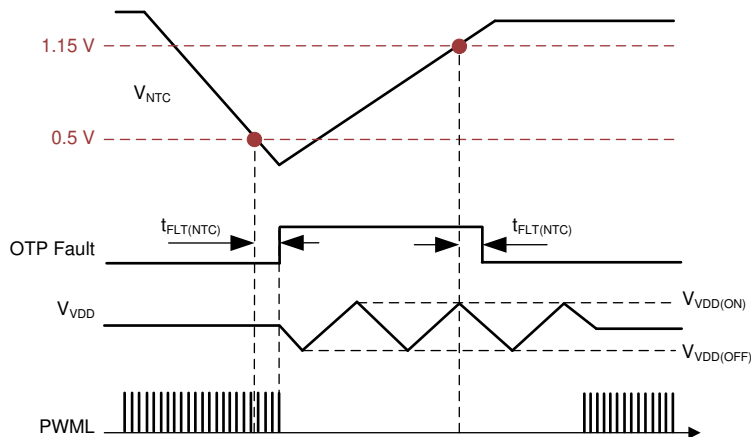 1.15 V
V_NTC
0.5 V
t_FLT(NTC)
t_FLT(NTC)
OTP Fault
V_VDD
V_VDD(ON)
V_VDD(OFF)
PWML